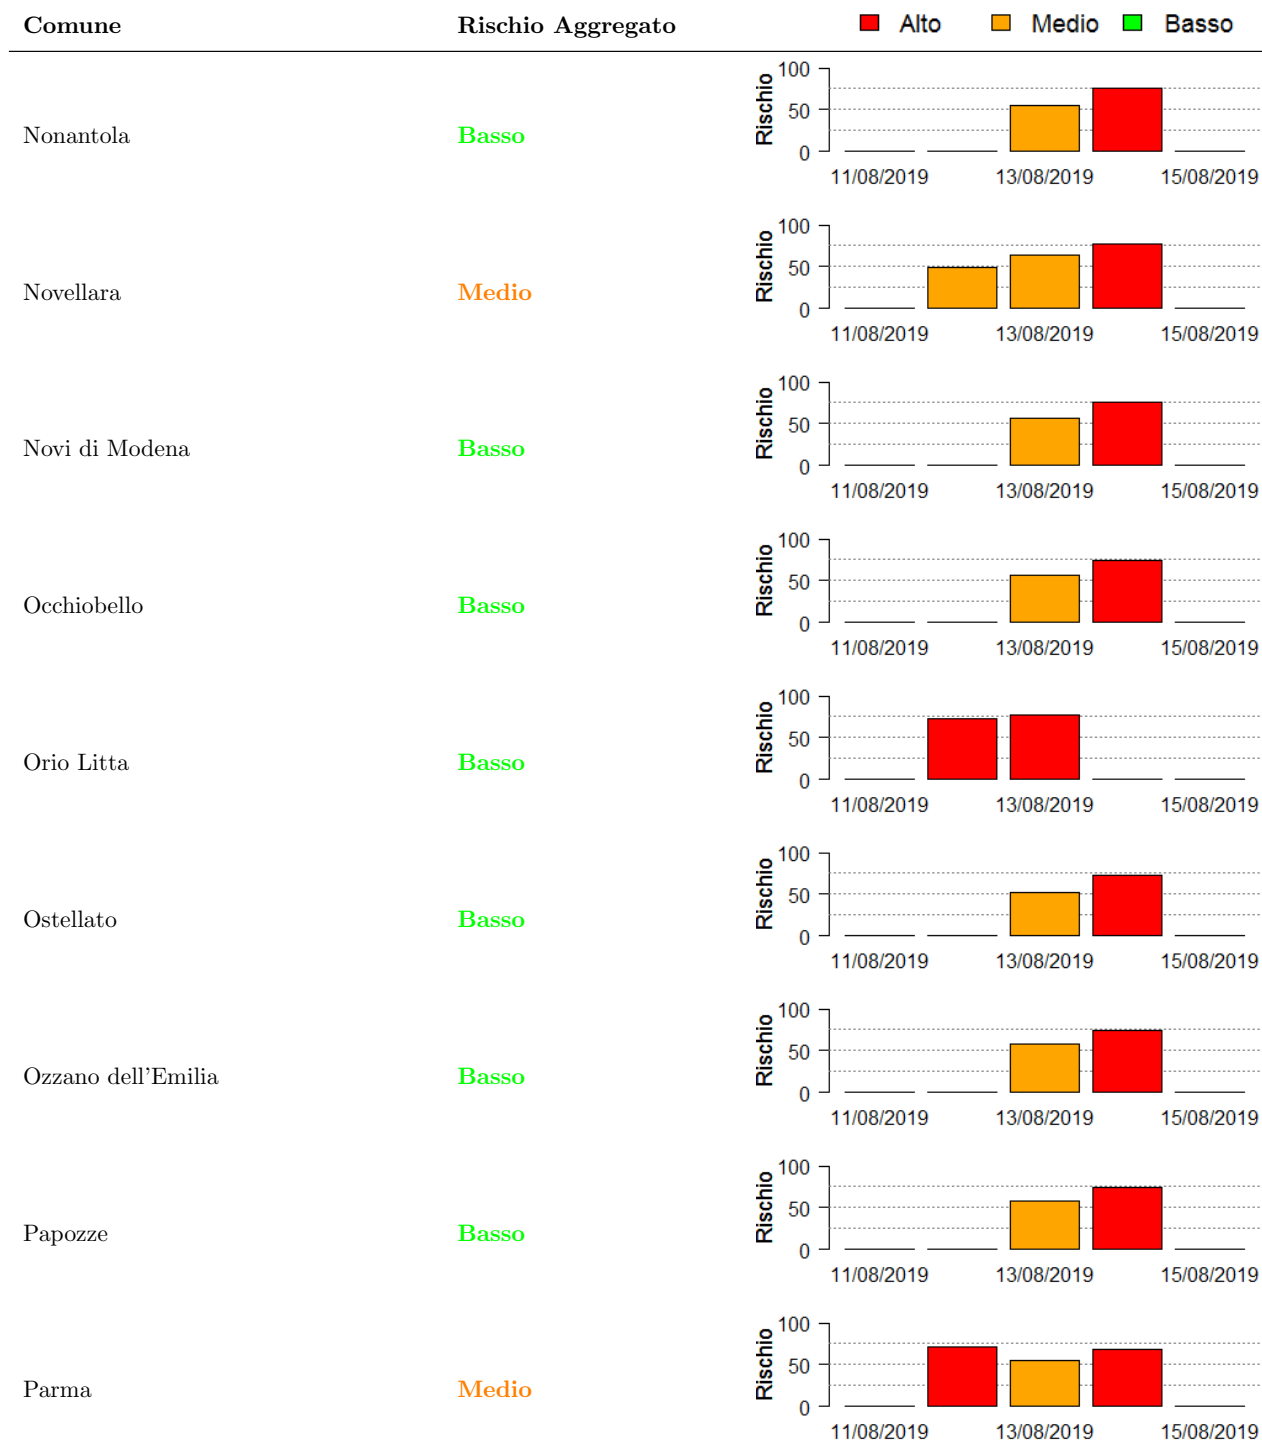 Comune Rischio Aggregato Alto Medio Basso
Nonantola Basso Rischio 100 50 0
11/08/2019 13/08/2019 15/08/2019
Novellara Medio Rischio 100 50 0
11/08/2019 13/08/2019 15/08/2019
Novi di Modena Basso Rischio 100 50 0
11/08/2019 13/08/2019 15/08/2019
Occhiobello Basso Rischio 100 50 0
11/08/2019 13/08/2019 15/08/2019
Orio Litta Basso Rischio 100 50 0
11/08/2019 13/08/2019 15/08/2019
Ostellato Basso Rischio 100 50 0
11/08/2019 13/08/2019 15/08/2019
Ozzano dell'Emilia Basso Rischio 100 50 0
11/08/2019 13/08/2019 15/08/2019
Papozze Basso Rischio 100 50 0
11/08/2019 13/08/2019 15/08/2019
Parma Medio Rischio 100 50 0
11/08/2019 13/08/2019 15/08/2019